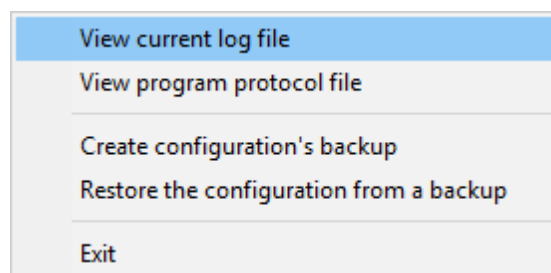 View current log file
View program protocol file
Create configuration's backup
Restore the configuration from a backup
Exit